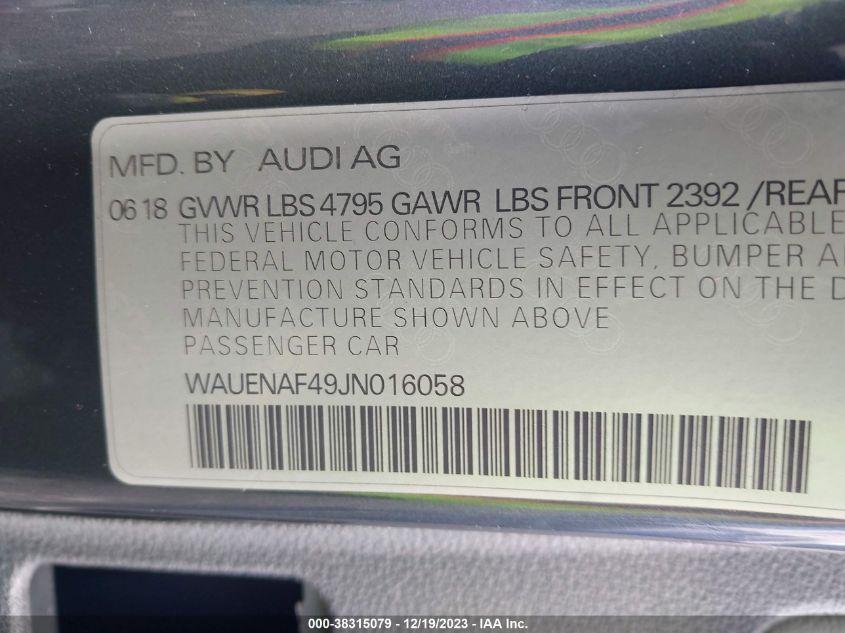 MFD. BY AUDI AG
06 18 GVWR LBS 4795 GAWR LBS FRONT 2392 /REAR
THIS VEHICLE CONFORMS TO ALL APPLICABLE
FEDERAL MOTOR VEHICLE SAFETY, BUMPER A
PREVENTION STANDARDS IN EFFECT ON THE D
MANUFACTURE SHOWN ABOVE
PASSENGER CAR
WAUENAF49JN016058
000-38315079 - 12/19/2023 - IAA Inc.